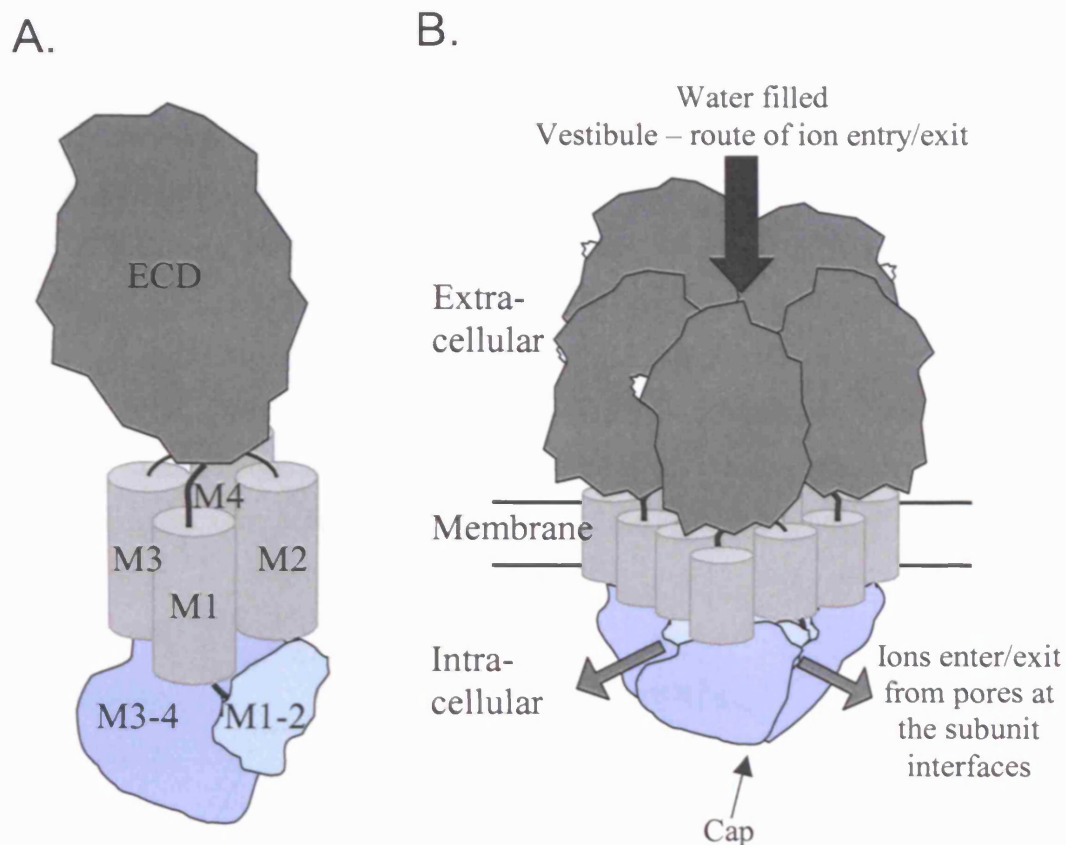 A.
ECD
M4
M3
M2
M1
M3-4
M1-2
B.
Water filled
Vestibule – route of ion entry/exit
Extra-
cellular
Membrane
Intra-
cellular
Ions enter/exit
from pores at
the subunit
interfaces
Cap